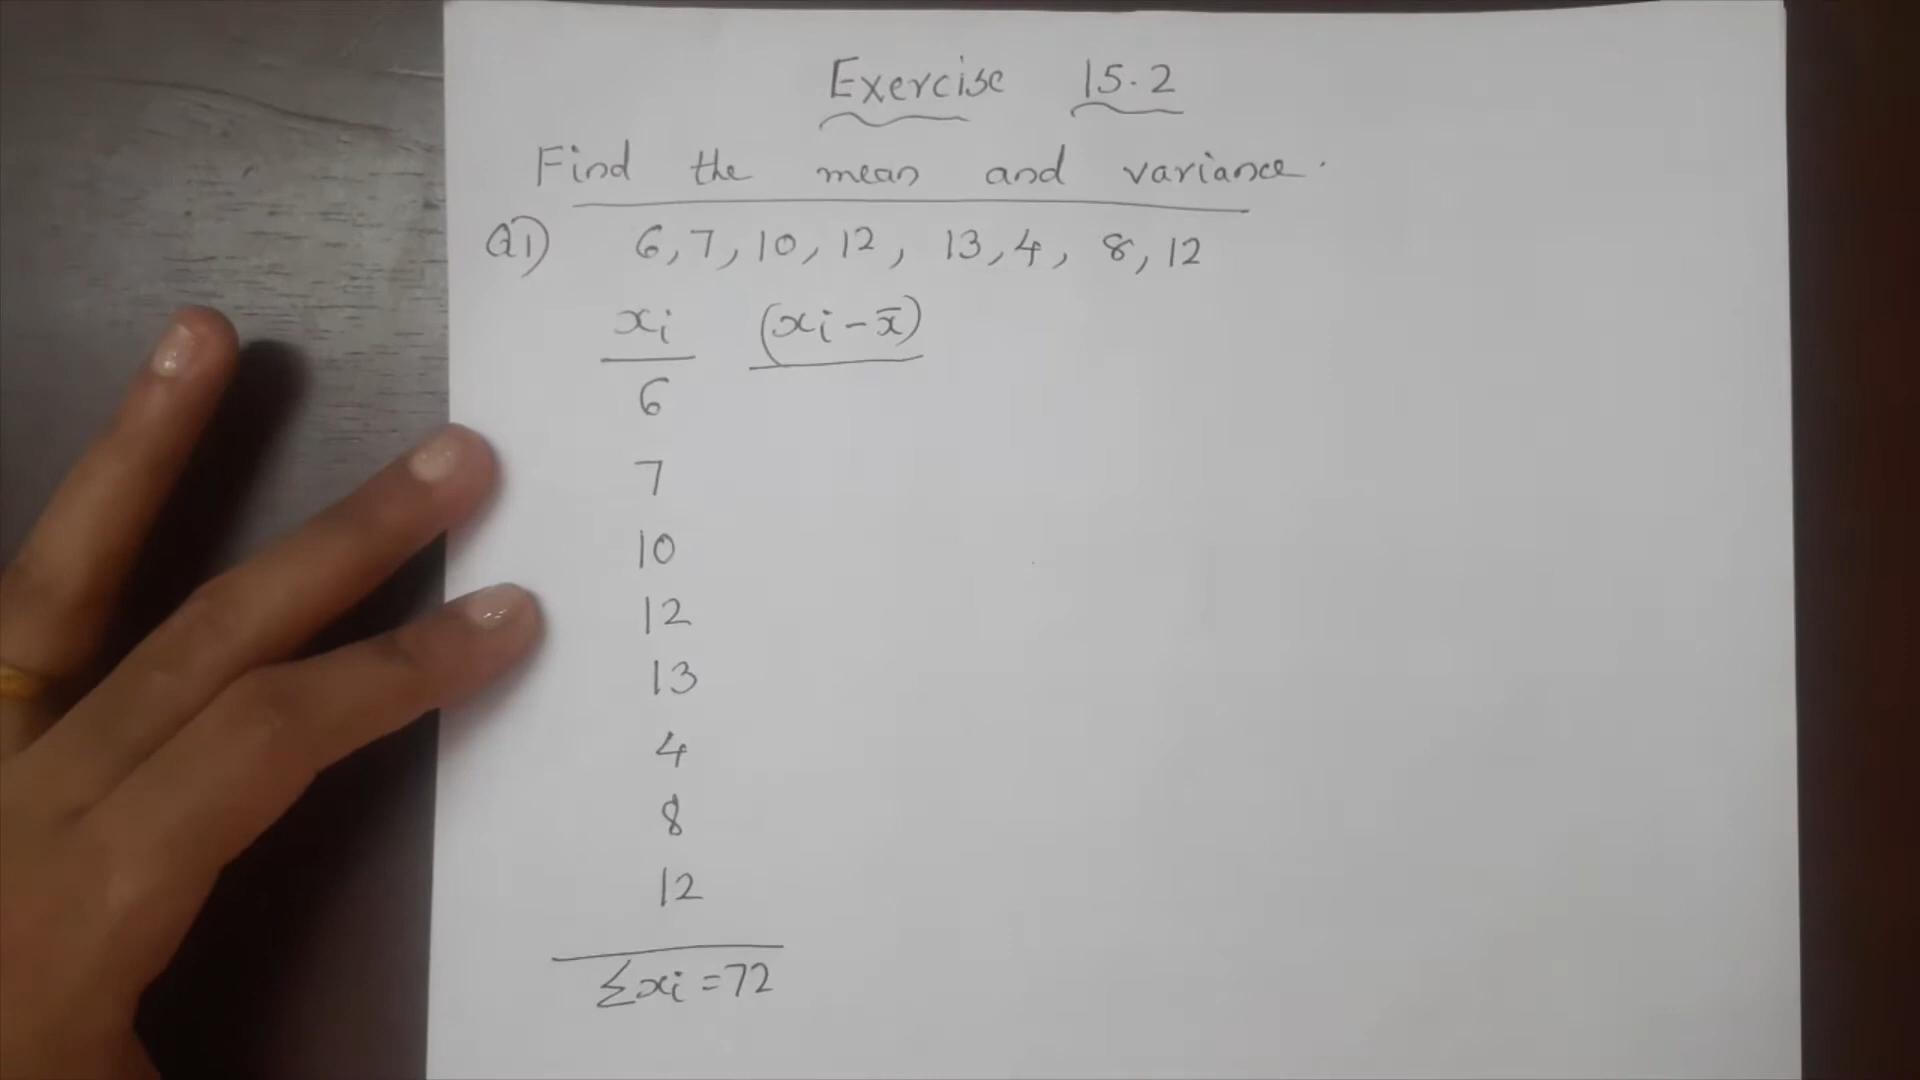 Exercise 15.2
Find the mean and variance.
Q1) 6, 7, 10, 12, 13, 4, 8, 12
xi (xi - x̄)
6
7
10
12
13
4
8
12
Σxi = 72